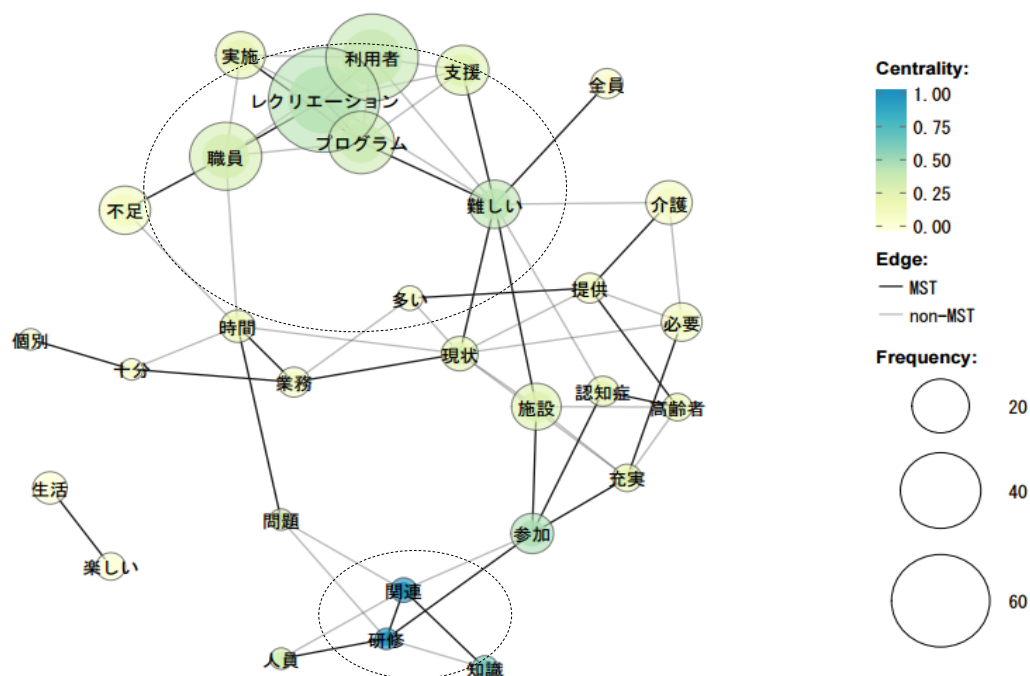 実施
利用者
支援
全員
レクリエーション
プログラム
職員
不足
難しい
介護
多い
提供
個別
時間
必要
十分
業務
現状
施設
認知症
高齢者
生活
充実
問題
参加
楽しい
関連
研修
人員
知識
Centrality:
1.00
0.75
0.50
0.25
0.00
Edge:
MST
non-MST
Frequency:
20
40
60